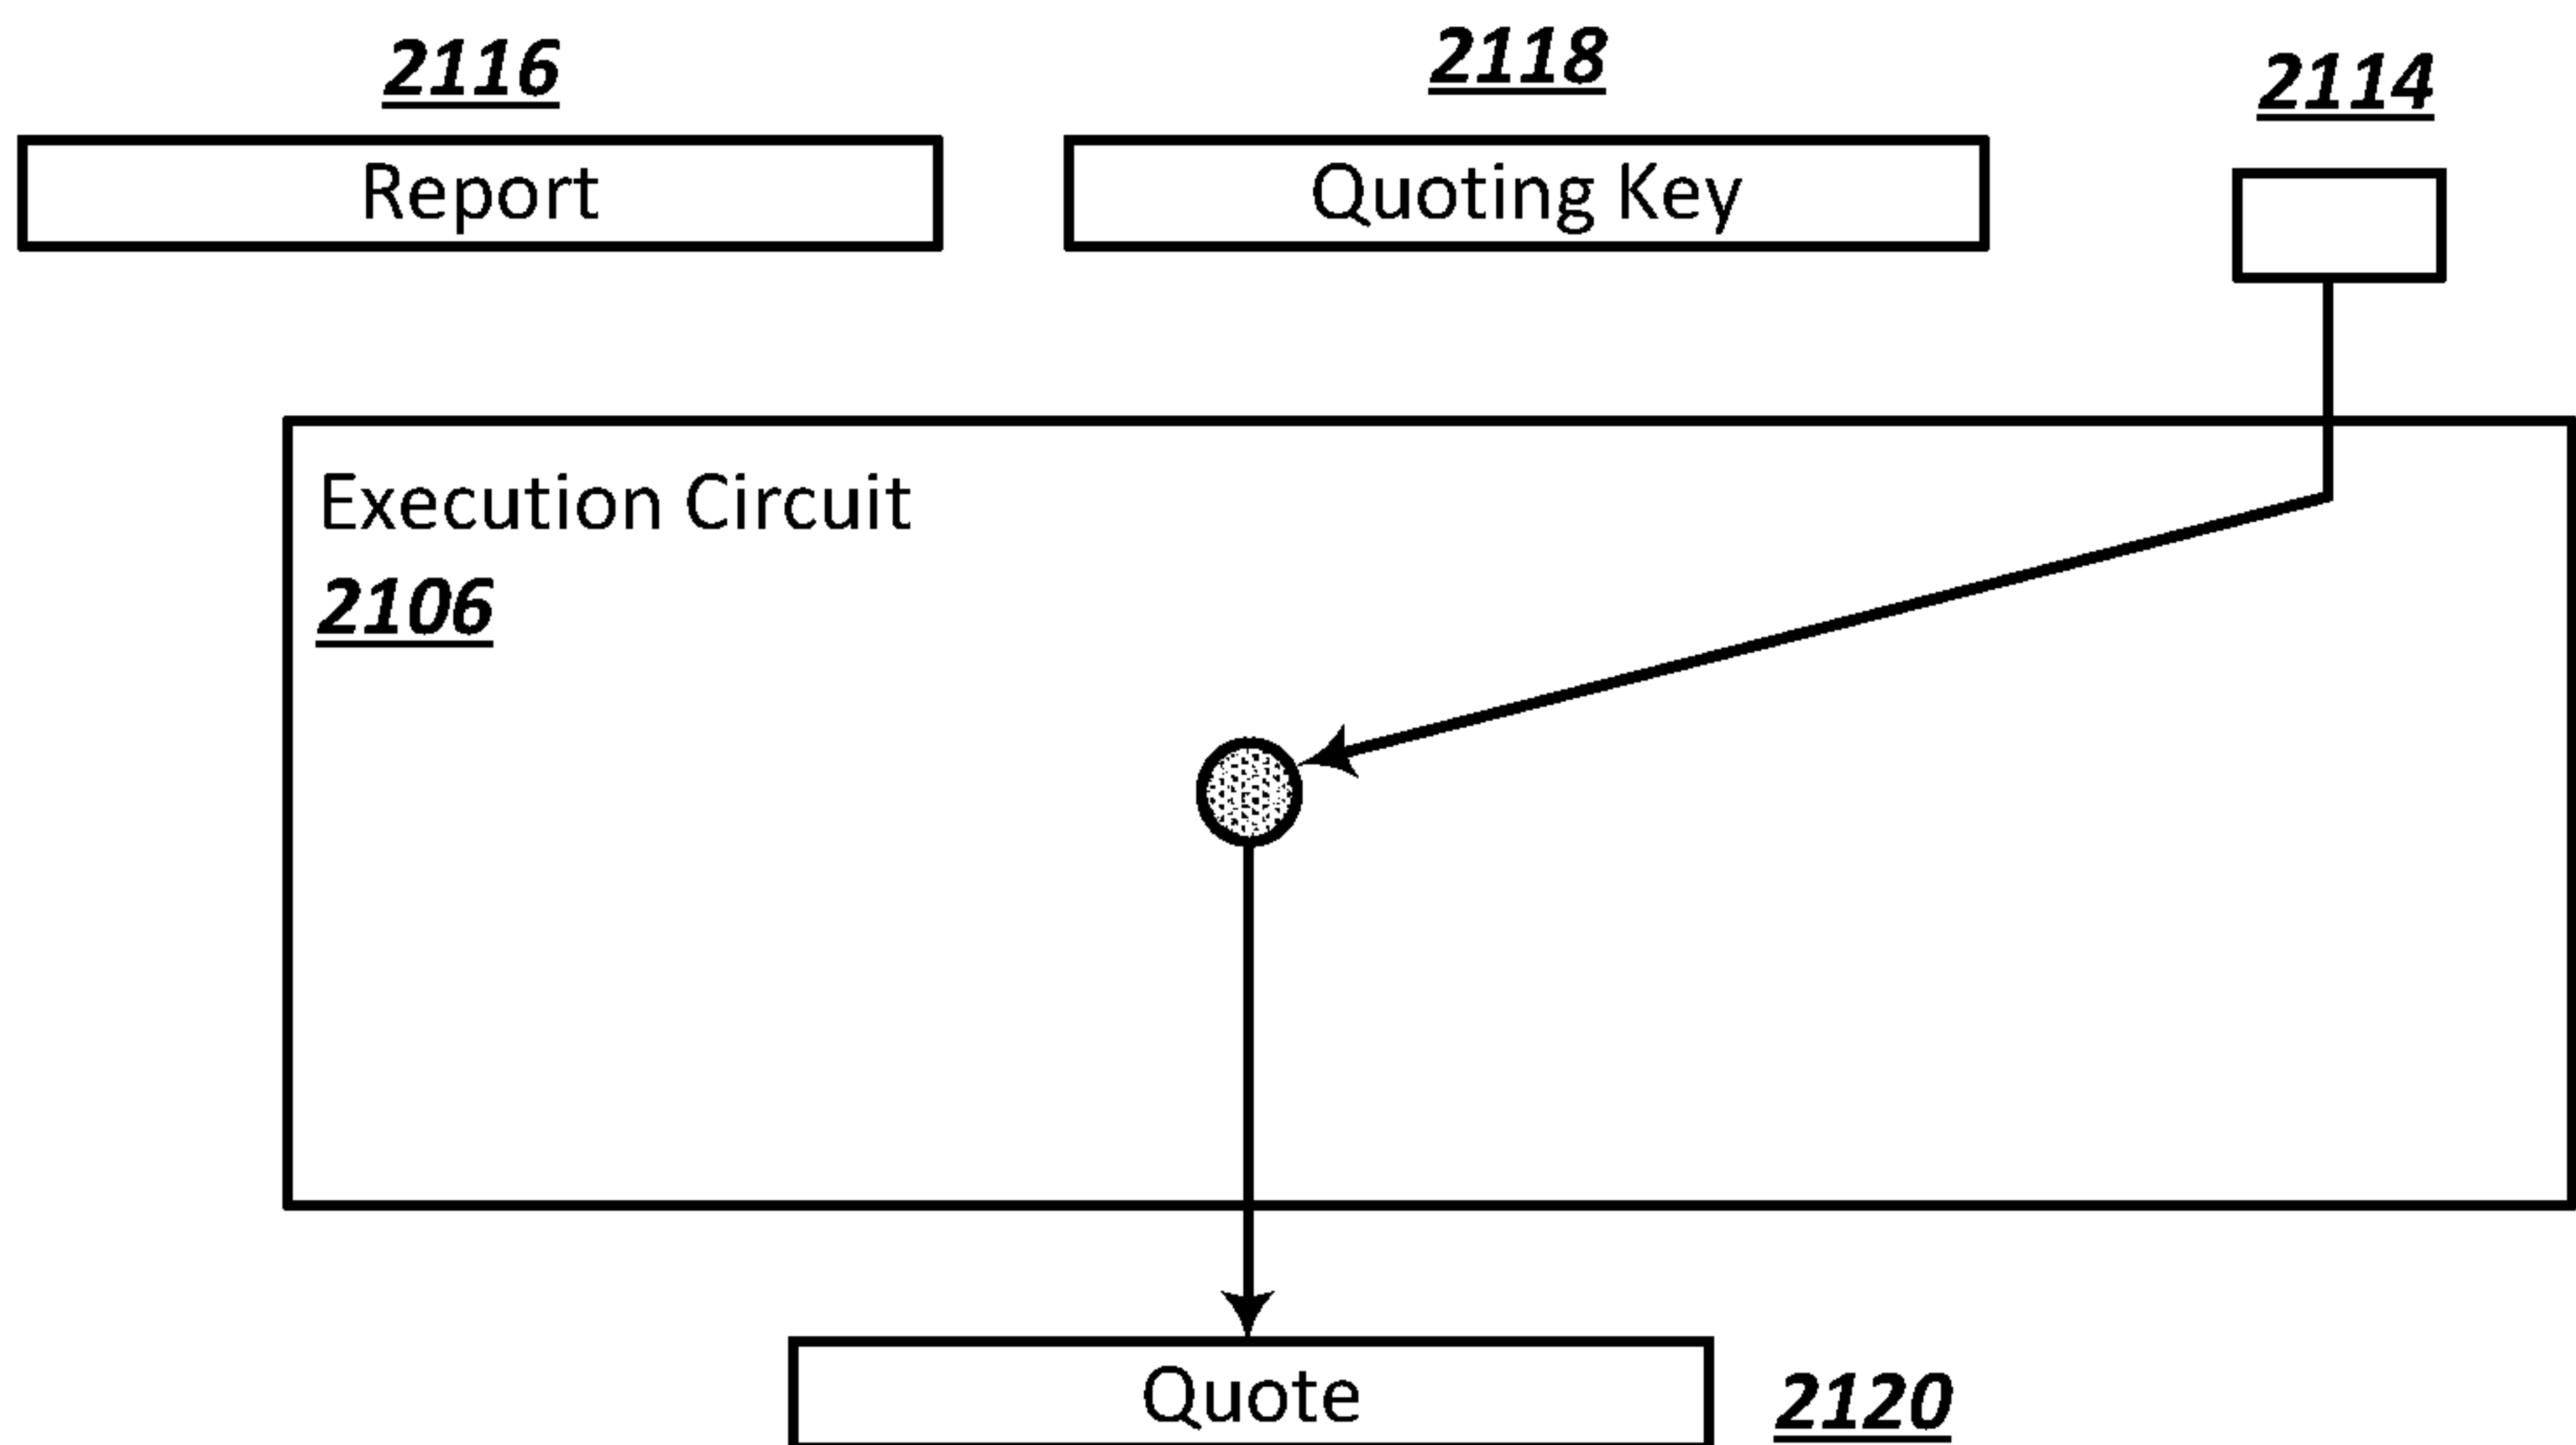 2116
2118
2114
Report
Quoting Key
Execution Circuit
2106
Quote
2120